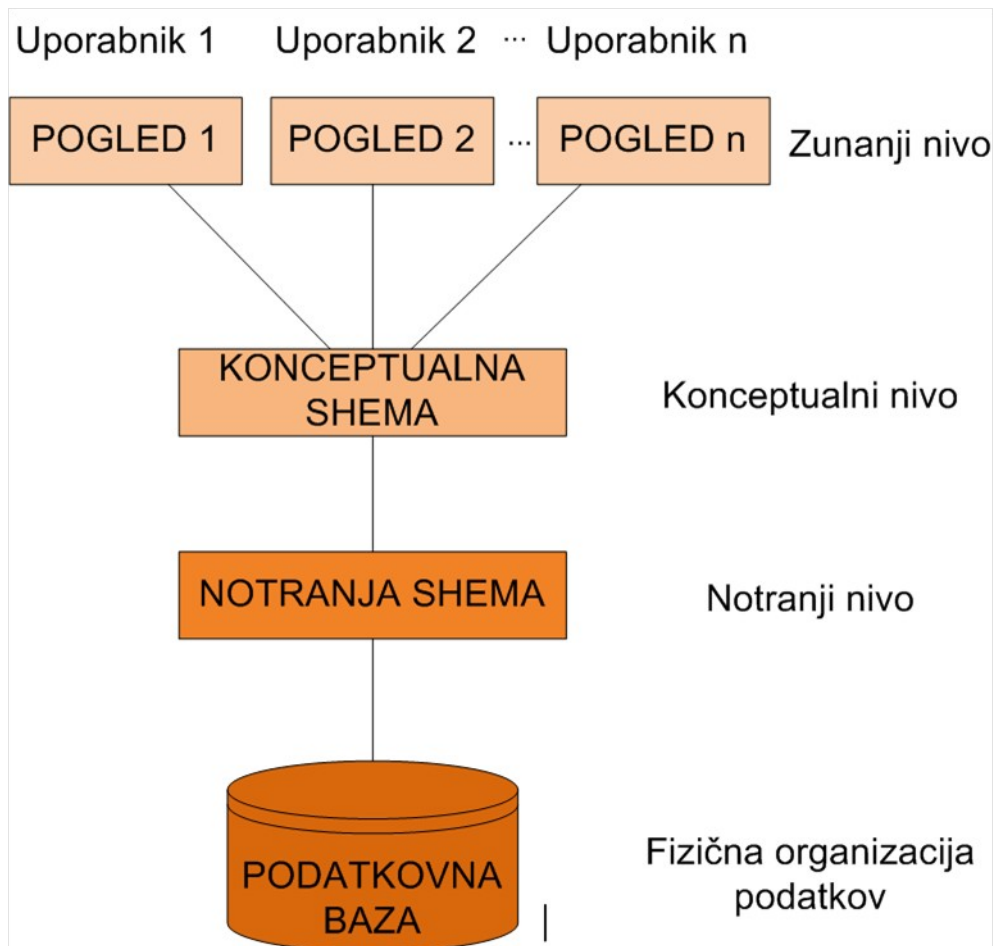 Uporabnik 1 Uporabnik 2 ... Uporabnik n
POGLED 1 POGLED 2 ... POGLED n Zunanji nivo
KONCEPTUALNA
SHEMA
Konceptualni nivo
NOTRANJA SHEMA Notranji nivo
PODATKOVNA
BAZA
Fizična organizacija
podatkov